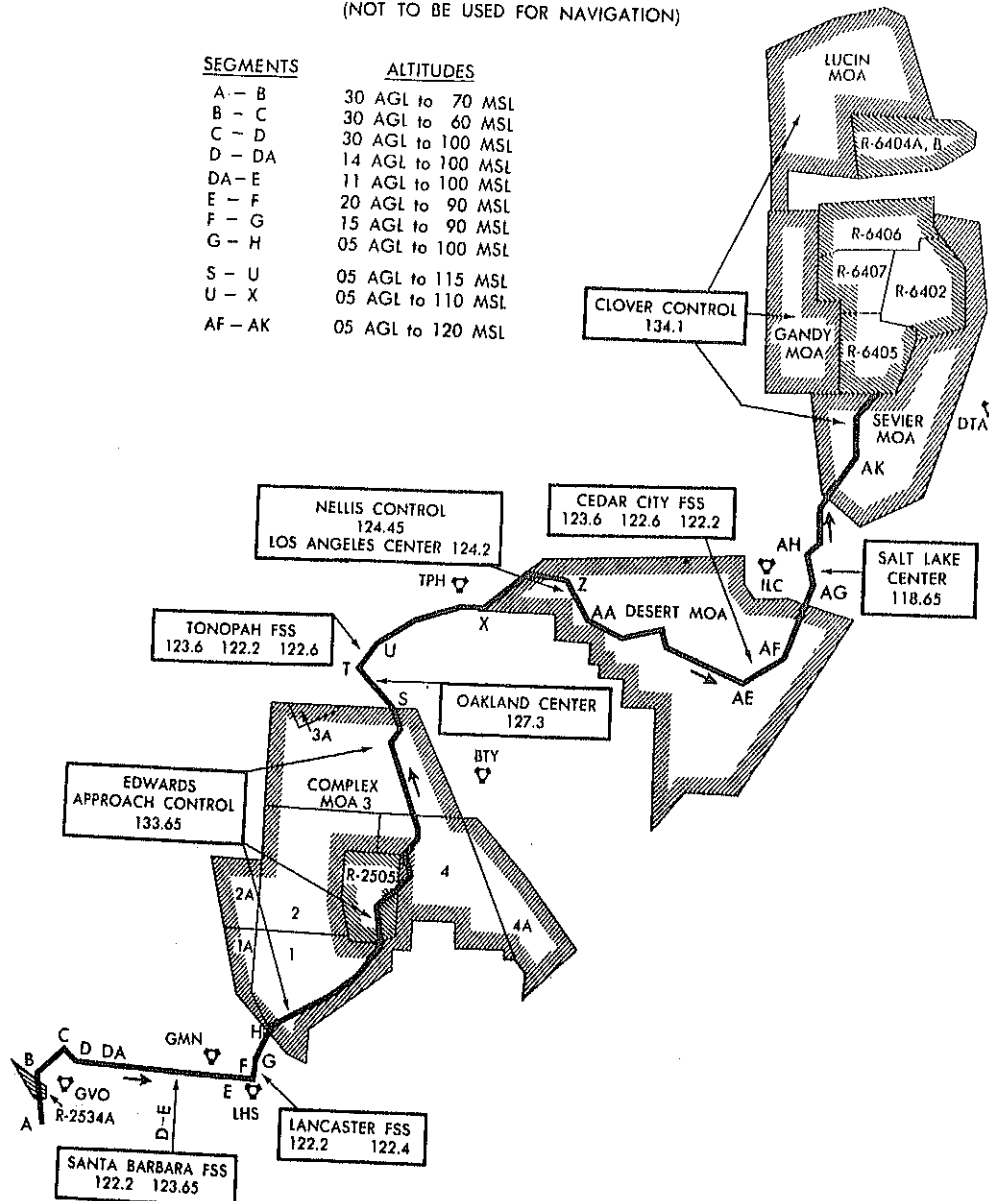 (NOT TO BE USED FOR NAVIGATION)
SEGMENTS ALTITUDES
A – B 30 AGL to 70 MSL
B – C 30 AGL to 60 MSL
C – D 30 AGL to 100 MSL
D – DA 14 AGL to 100 MSL
DA – E 11 AGL to 100 MSL
E – F 20 AGL to 90 MSL
F – G 15 AGL to 90 MSL
G – H 05 AGL to 100 MSL
S – U 05 AGL to 115 MSL
U – X 05 AGL to 110 MSL
AF – AK 05 AGL to 120 MSL
LUCIN
MOA
R-6404A, B
R-6406
R-6407
R-6402
CLOVER CONTROL
134.1
GANDY
MOA
R-6405
SEVIER
MOA
DTA
AK
NELLIS CONTROL
124.45
LOS ANGELES CENTER 124.2
CEDAR CITY FSS
123.6 122.6 122.2
AH
ILC
SALT LAKE
CENTER
118.65
TPH
Z
AG
X
AA
DESERT MOA
TONOPAH FSS
123.6 122.2 122.6
U
T
AF
AE
S
OAKLAND CENTER
127.3
3A
BTY
EDWARDS
APPROACH CONTROL
133.65
COMPLEX
MOA 3
R-2505
4
2A
2
4A
1A
1
H
GMN
C
D DA
F
G
B
GVO
E
LHS
R-2534A
A
D–E
LANCASTER FSS
122.2 122.4
SANTA BARBARA FSS
122.2 123.65